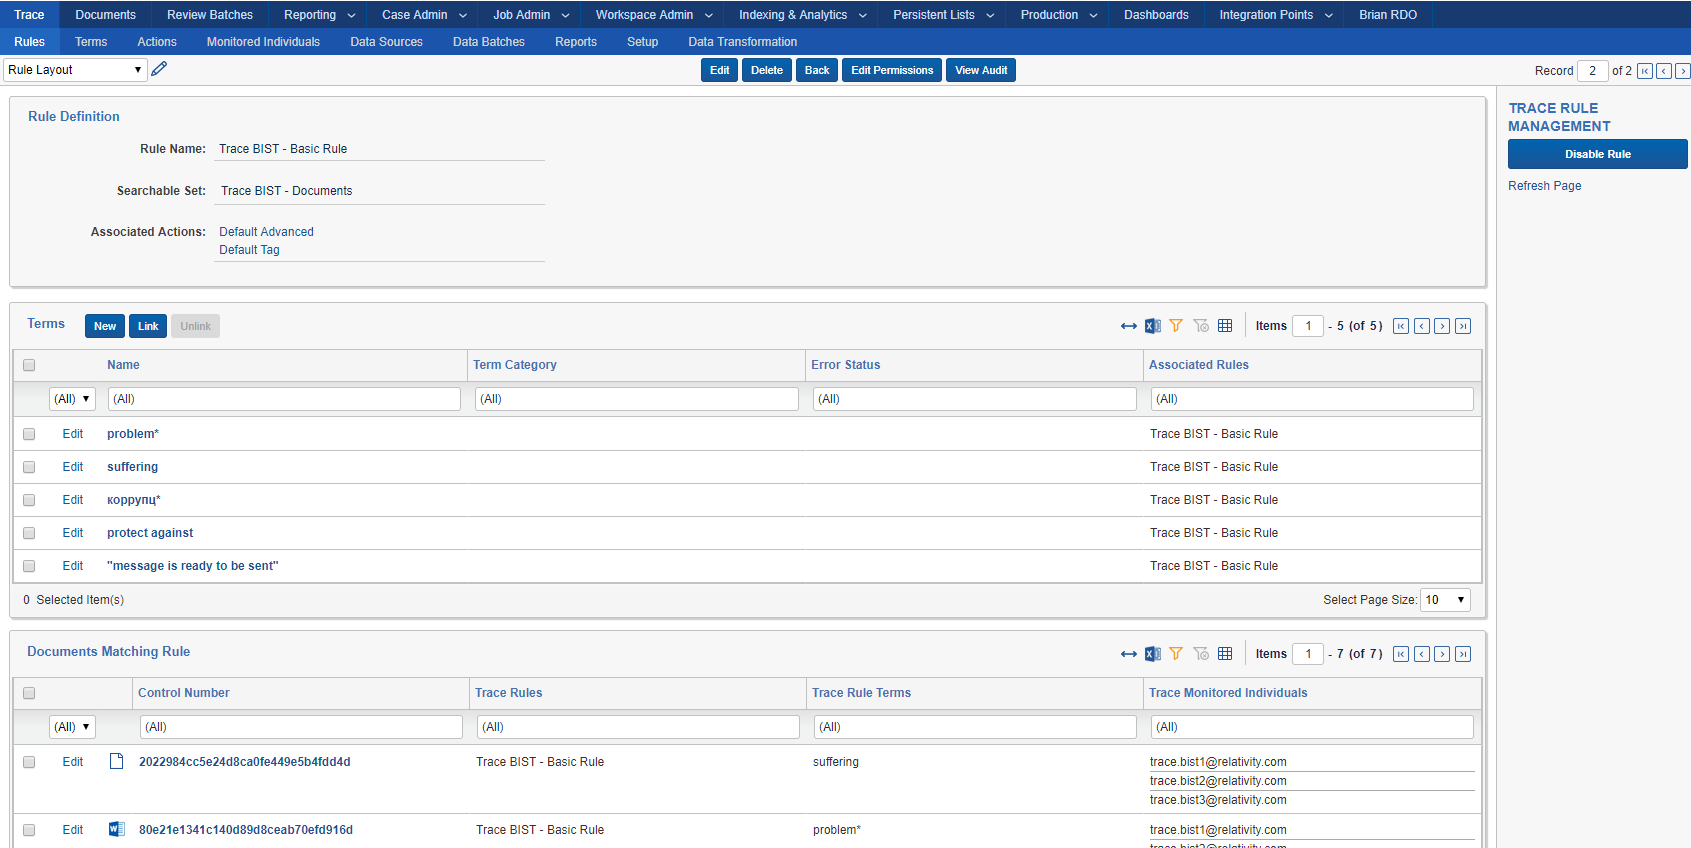 Trace Documents Review Batches Reporting Case Admin Job Admin Workspace Admin Indexing & Analytics Persistent Lists Production Dashboards Integration Points Brian RDO
Rules Terms Actions Monitored Individuals Data Sources Data Batches Reports Setup Data Transformation
Rule Layout Edit Delete Back Edit Permissions View Audit Record 2 of 2
Rule Definition
Rule Name: Trace BIST - Basic Rule
Searchable Set: Trace BIST - Documents
Associated Actions: Default Advanced
Default Tag
TRACE RULE
MANAGEMENT
Disable Rule
Refresh Page
Terms New Link Unlink Items 1 - 5 (of 5)
Name Term Category Error Status Associated Rules
(All) (All) (All) (All) (All)
Edit problem* Trace BIST - Basic Rule
Edit suffering Trace BIST - Basic Rule
Edit коррупц* Trace BIST - Basic Rule
Edit protect against Trace BIST - Basic Rule
Edit "message is ready to be sent" Trace BIST - Basic Rule
0 Selected Item(s) Select Page Size: 10
Documents Matching Rule Items 1 - 7 (of 7)
Control Number Trace Rules Trace Rule Terms Trace Monitored Individuals
(All) (All) (All) (All) (All)
Edit 2022984cc5e24d8ca0fe449e5b4fdd4d Trace BIST - Basic Rule suffering trace.bist1@relativity.com
trace.bist2@relativity.com
trace.bist3@relativity.com
Edit 80e21e1341c140d89d8ceab70efd916d Trace BIST - Basic Rule problem* trace.bist1@relativity.com